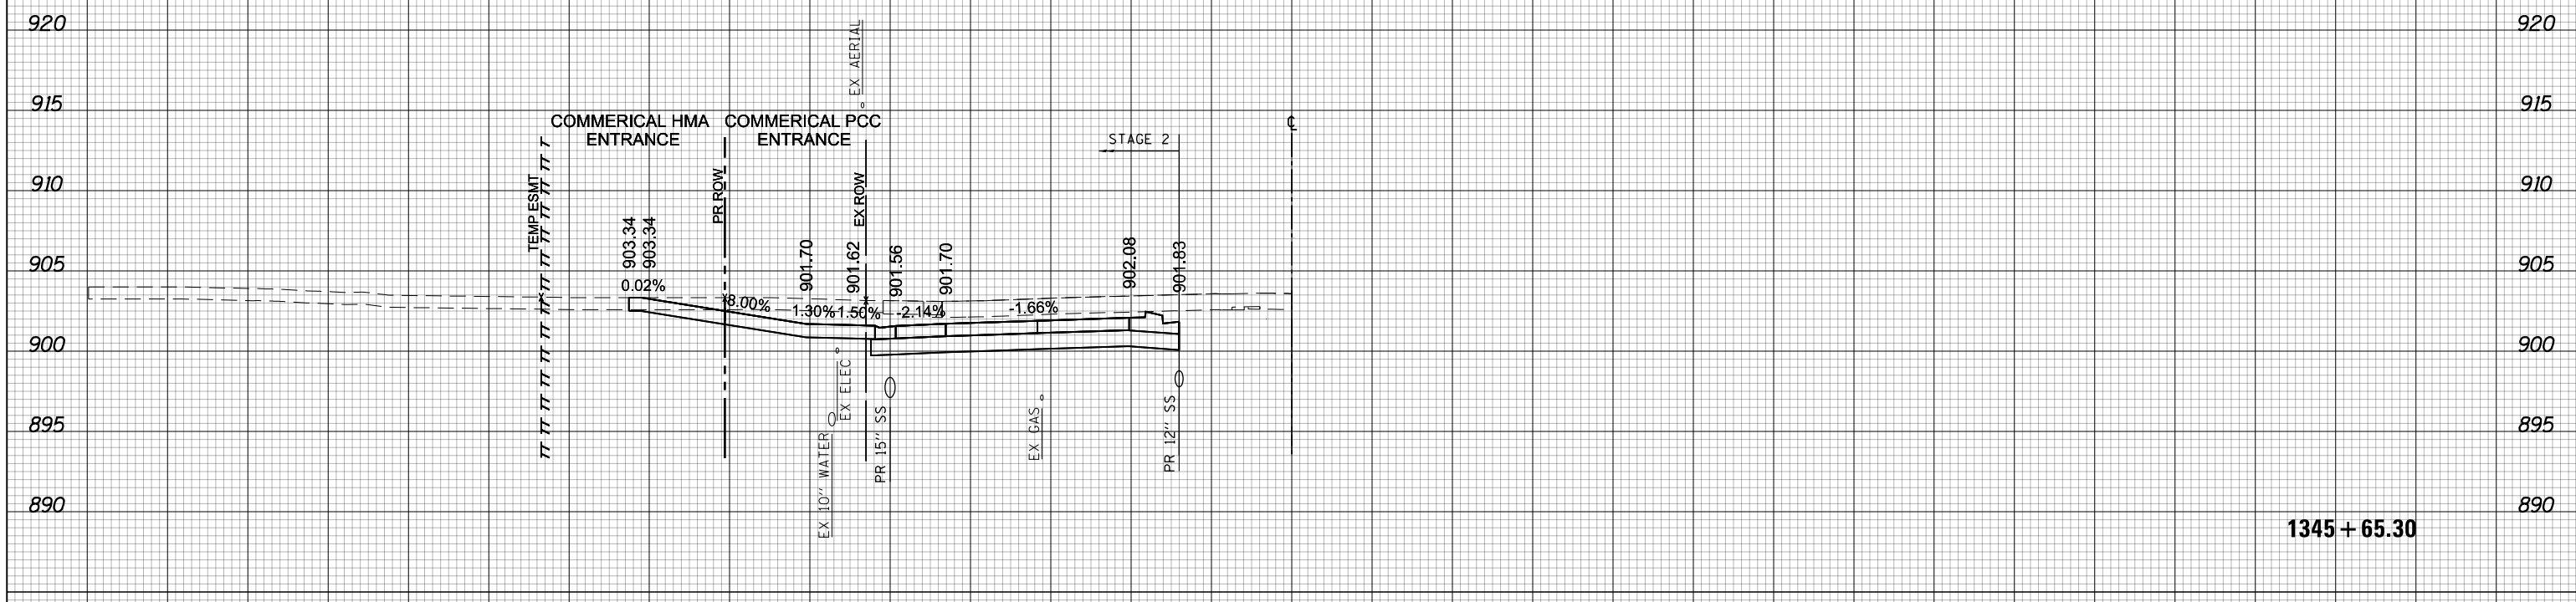 920
920
EX AERIAL
915
915
COMMERICAL HMA
ENTRANCE
COMMERICAL PCC
ENTRANCE
STAGE 2
℄
910
910
TEMP ESMT
PR ROW
EX ROW
903.34
903.34
901.70
901.62
901.56
901.70
902.08
901.83
905
905
0.02%
8.00%
1.30%
1.50%
-2.14%
-1.66%
900
900
EX ELEC
EX 10" WATER
PR 15" SS
EX GAS
PR 12" SS
895
895
890
890
1345+65.30